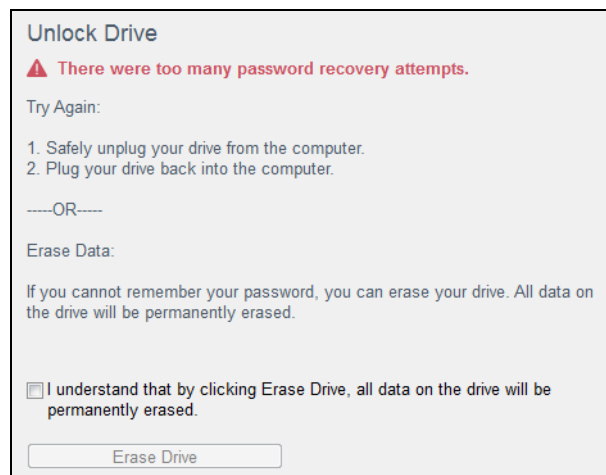 Unlock Drive
There were too many password recovery attempts.
Try Again:
1. Safely unplug your drive from the computer.
2. Plug your drive back into the computer.
-----OR-----
Erase Data:
If you cannot remember your password, you can erase your drive. All data on
the drive will be permanently erased.
I understand that by clicking Erase Drive, all data on the drive will be
permanently erased.
Erase Drive